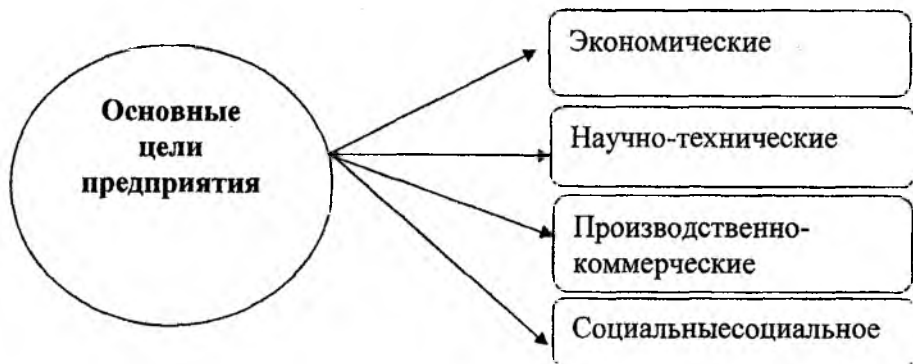 Основные
цели
предприятия
Экономические
Научно-технические
Производственно-
коммерческие
Социальныесоциальное